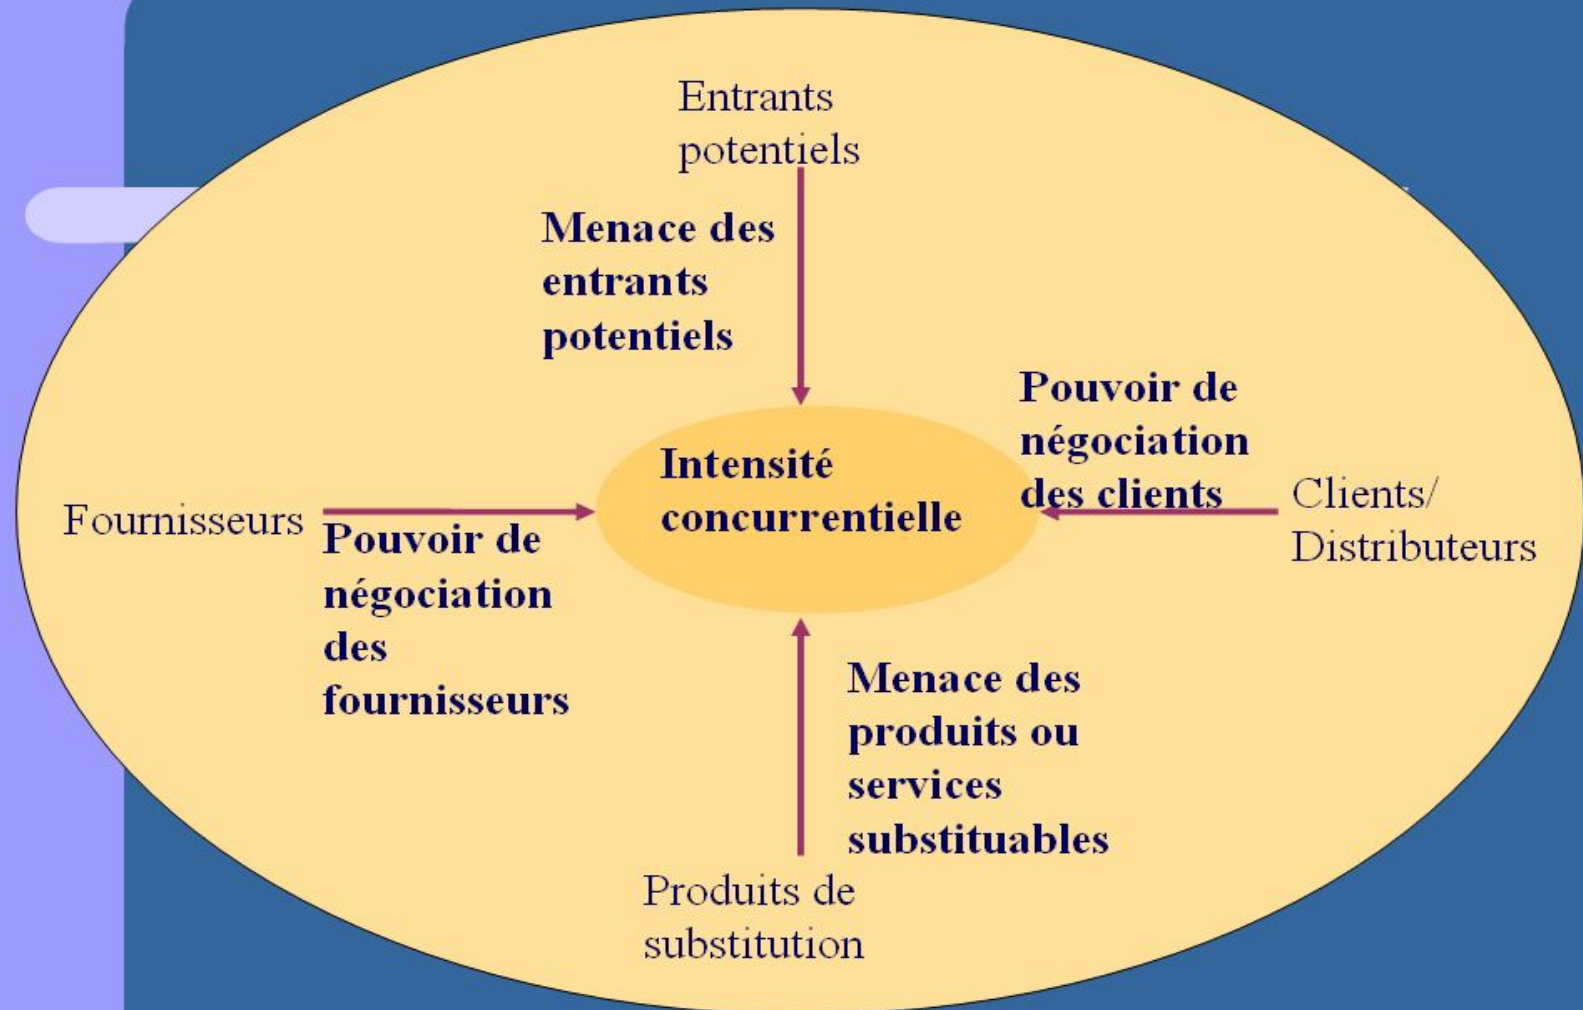 Entrants
potentiels
Menace des
entrants
potentiels
Pouvoir de
négociation
des clients
Intensité
concurrentielle
Clients/
Distributeurs
Fournisseurs
Pouvoir de
négociation
des
fournisseurs
Menace des
produits ou
services
substituables
Produits de
substitution